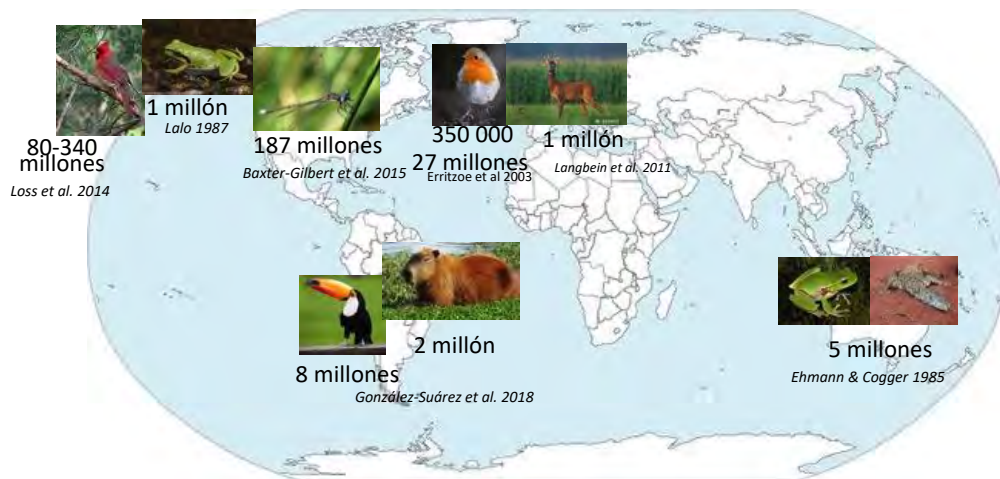 80-340
millones
Loss et al. 2014
1 millón
Lalo 1987
187 millones
Baxter-Gilbert et al. 2015
350 000
27 millones
Erritzoe et al 2003
1 millón
Langbein et al. 2011
8 millones
2 millón
González-Suárez et al. 2018
5 millones
Ehmann & Cogger 1985